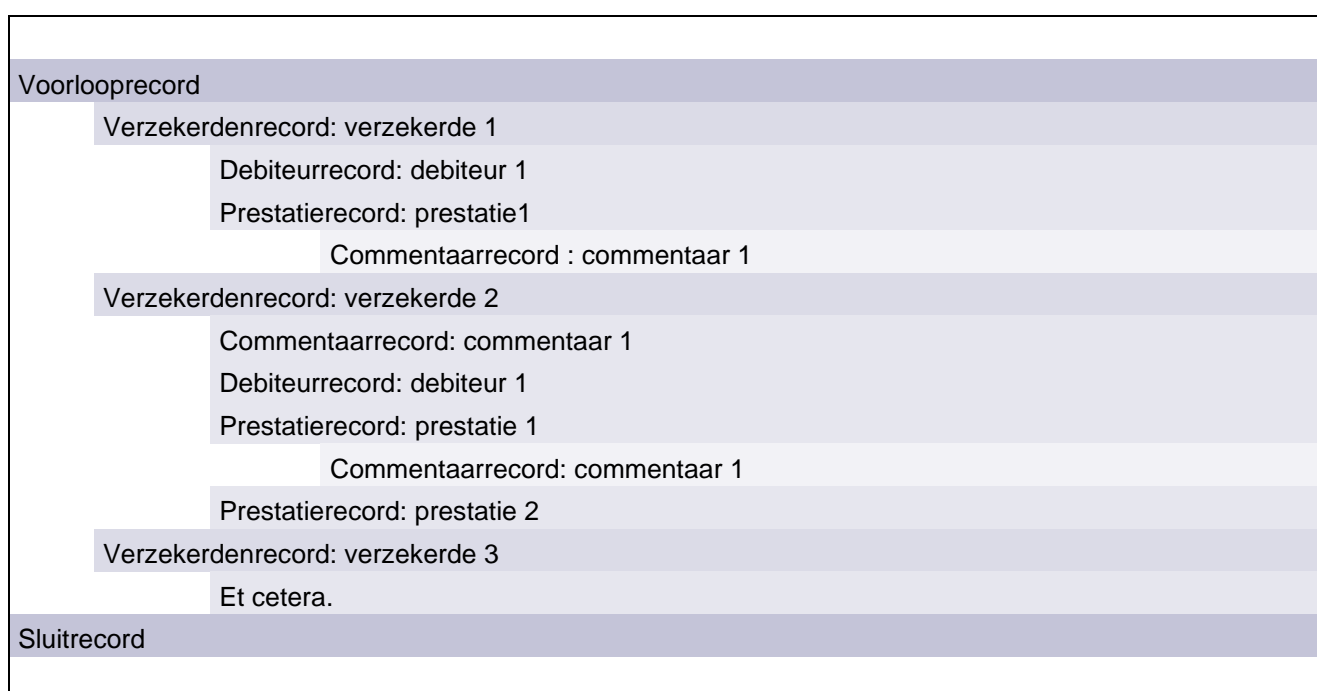 Voorlooprecord
Verzekerdenrecord: verzekerde 1
Debiteurrecord: debiteur 1
Prestatierecord: prestatie1
Commentaarrecord : commentaar 1
Verzekerdenrecord: verzekerde 2
Commentaarrecord: commentaar 1
Debiteurrecord: debiteur 1
Prestatierecord: prestatie 1
Commentaarrecord: commentaar 1
Prestatierecord: prestatie 2
Verzekerdenrecord: verzekerde 3
Et cetera.
Sluitrecord